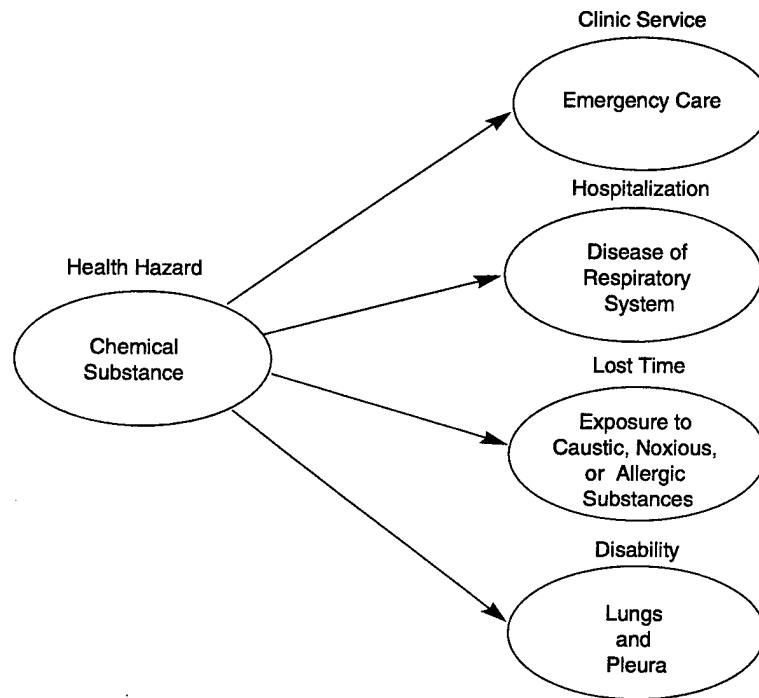 Clinic Service
Emergency Care
Hospitalization
Disease of
Respiratory
System
Health Hazard
Chemical
Substance
Lost Time
Exposure to
Caustic, Noxious,
or Allergic
Substances
Disability
Lungs
and
Pleura